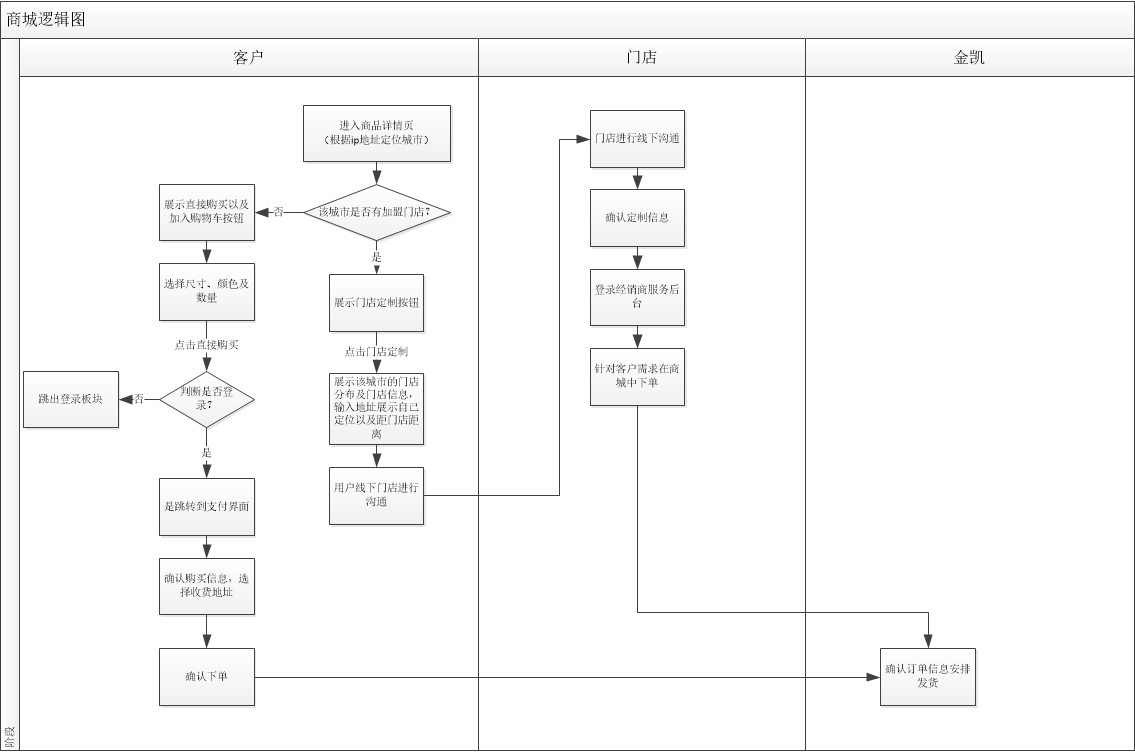 商城逻辑图
客户
门店
金凯
进入商品详情页
（根据ip地址定位城市）
该城市是否有加盟门店？
否
展示直接购买以及
加入购物车按钮
选择尺寸、颜色及
数量
点击直接购买
判断是否登
录？
否
跳出登录板块
是
是跳转到支付界面
确认购买信息，选
择收货地址
确认下单
是
展示门店定制按钮
点击门店定制
展示该城市的门店
分布及门店信息，
输入地址展示自己
定位以及距门店距
离
用户线下门店进行
沟通
门店进行线下沟通
确认定制信息
登录经销商服务后
台
针对客户需求在商
城中下单
确认订单信息安排
发货
阶段